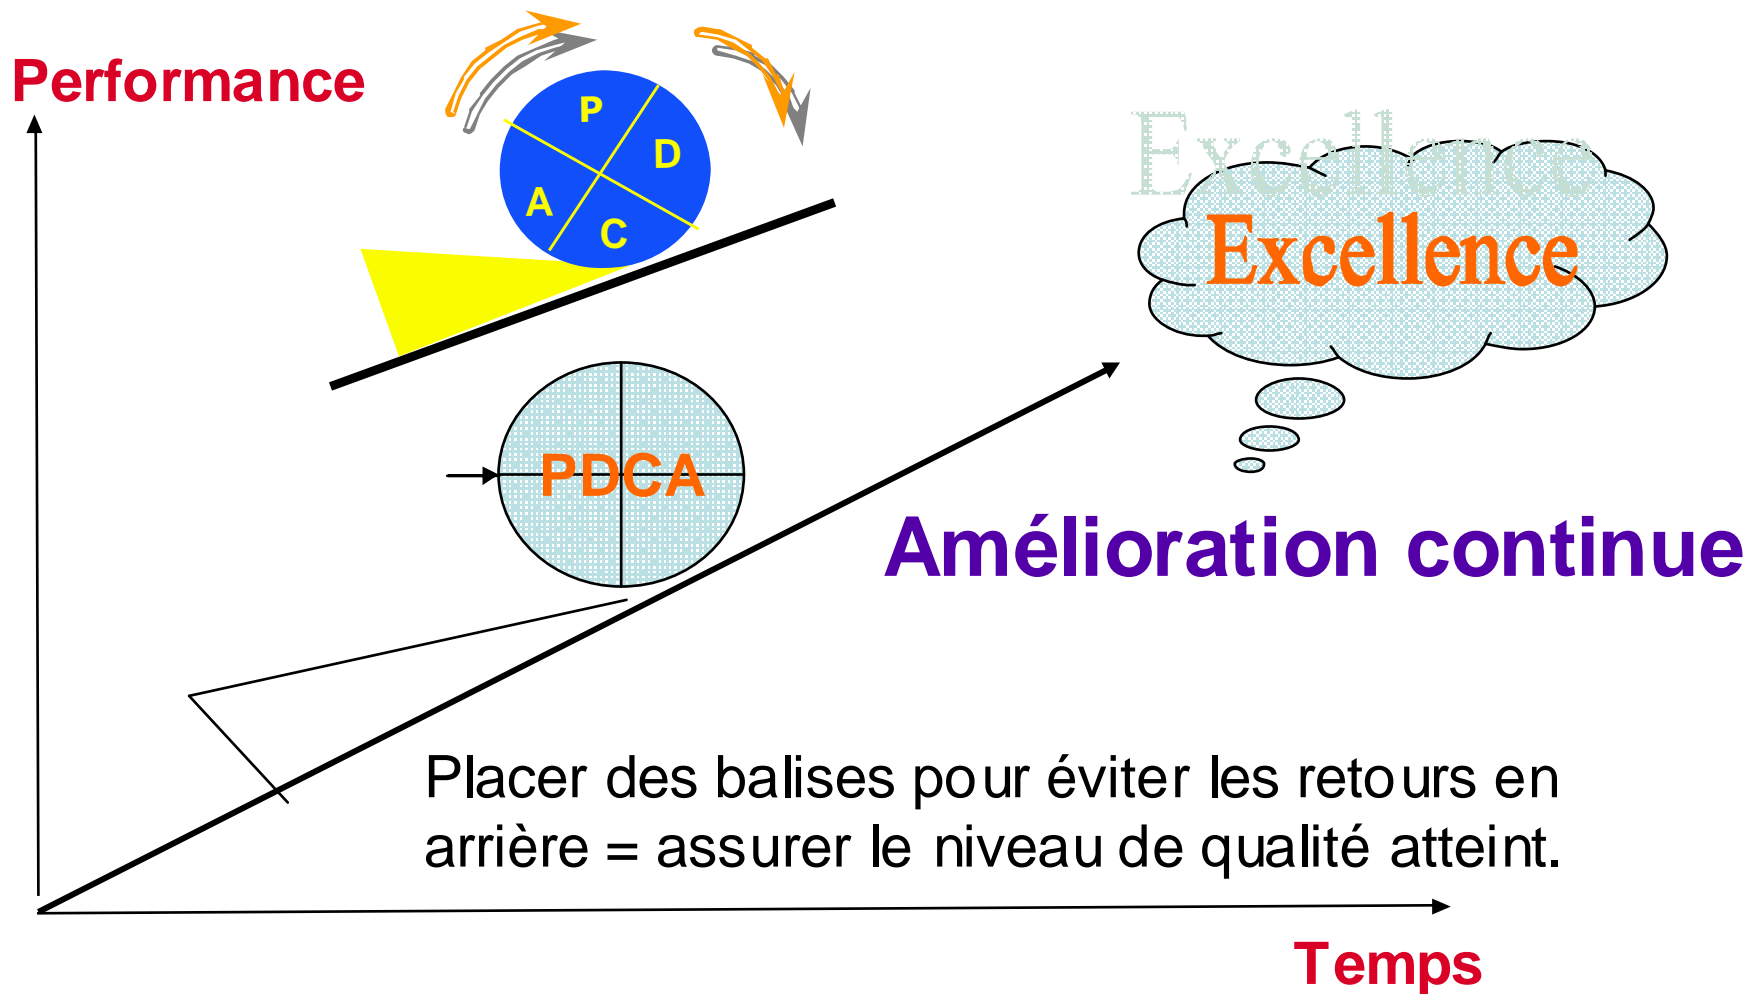 Performance
P
D
A
C
Excellence
Excellence
PDCA
Amélioration continue
Placer des balises pour éviter les retours en
arrière = assurer le niveau de qualité atteint.
Temps